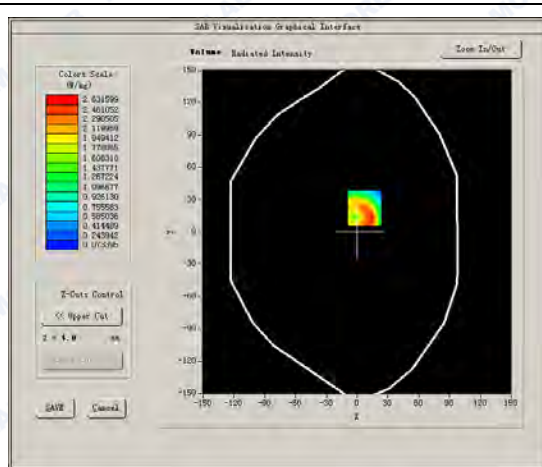 SAR Visualisation Graphical Interface
Volume Radiated Intensity
Zoom In/Out
Colors Scale
(W/kg)
2.631599
2.461052
2.290505
2.119959
1.949412
1.778865
1.608318
1.437771
1.267224
1.096677
0.926130
0.755583
0.585036
0.414489
0.243942
Z-Cuts Control
<< Upper Cut
Z = 4.0 mm
SAVE
Cancel
150
120
90
60
30
0
-30
-60
-90
-120
-150
Y
-150 -120 -90 -60 -30 0 30 60 90 120 150
X